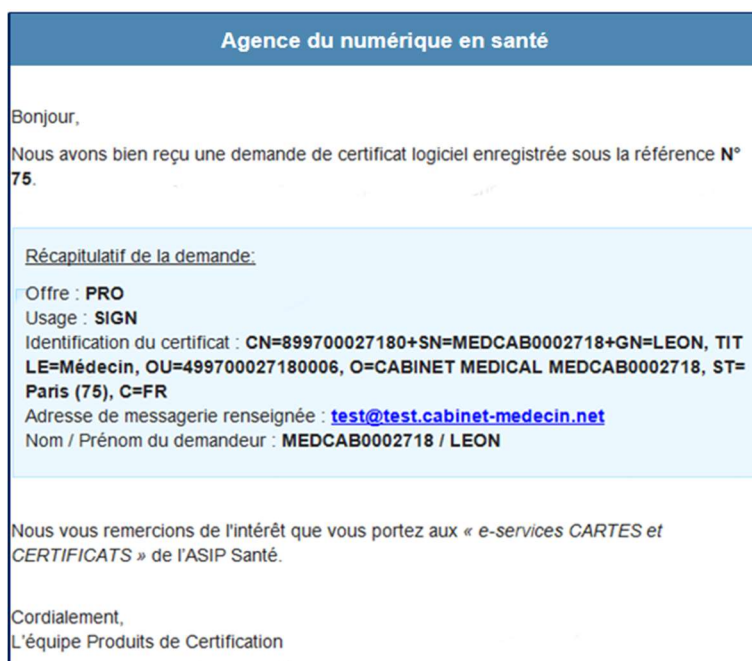 Agence du numérique en santé
Bonjour,
Nous avons bien reçu une demande de certificat logiciel enregistrée sous la référence N°
75.
Récapitulatif de la demande:
Offre : PRO
Usage : SIGN
Identification du certificat : CN=899700027180+SN=MEDCAB0002718+GN=LEON, TIT
LE=Médecin, OU=499700027180006, O=CABINET MEDICAL MEDCAB0002718, ST=
Paris (75), C=FR
Adresse de messagerie renseignée : test@test.cabinet-medecin.net
Nom / Prénom du demandeur : MEDCAB0002718 / LEON
Nous vous remercions de l'intérêt que vous portez aux « e-services CARTES et
CERTIFICATS » de l'ASIP Santé.
Cordialement,
L'équipe Produits de Certification